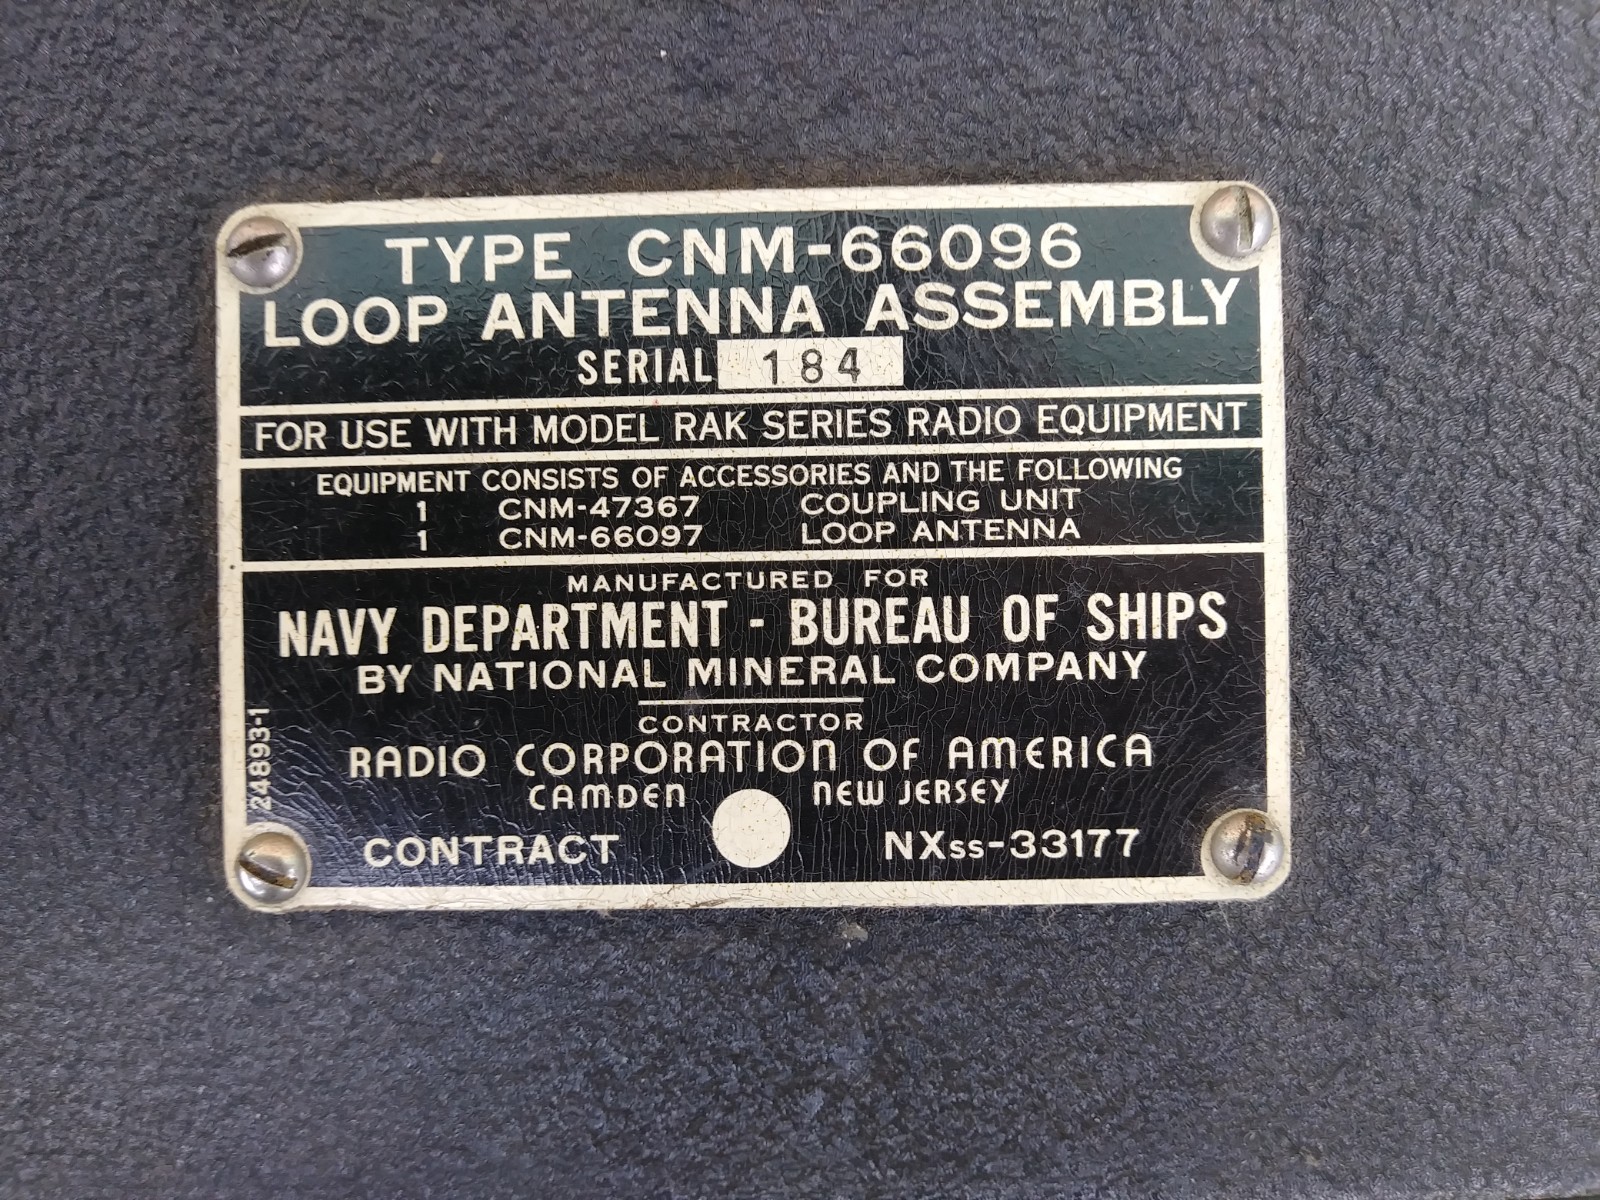 TYPE CNM-66096
LOOP ANTENNA ASSEMBLY
SERIAL 184
FOR USE WITH MODEL RAK SERIES RADIO EQUIPMENT
EQUIPMENT CONSISTS OF ACCESSORIES AND THE FOLLOWING
1 CNM-47367 COUPLING UNIT
1 CNM-66097 LOOP ANTENNA
MANUFACTURED FOR
NAVY DEPARTMENT - BUREAU OF SHIPS
BY NATIONAL MINERAL COMPANY
CONTRACTOR
RADIO CORPORATION OF AMERICA
CAMDEN NEW JERSEY
CONTRACT NXss-33177
248893-1